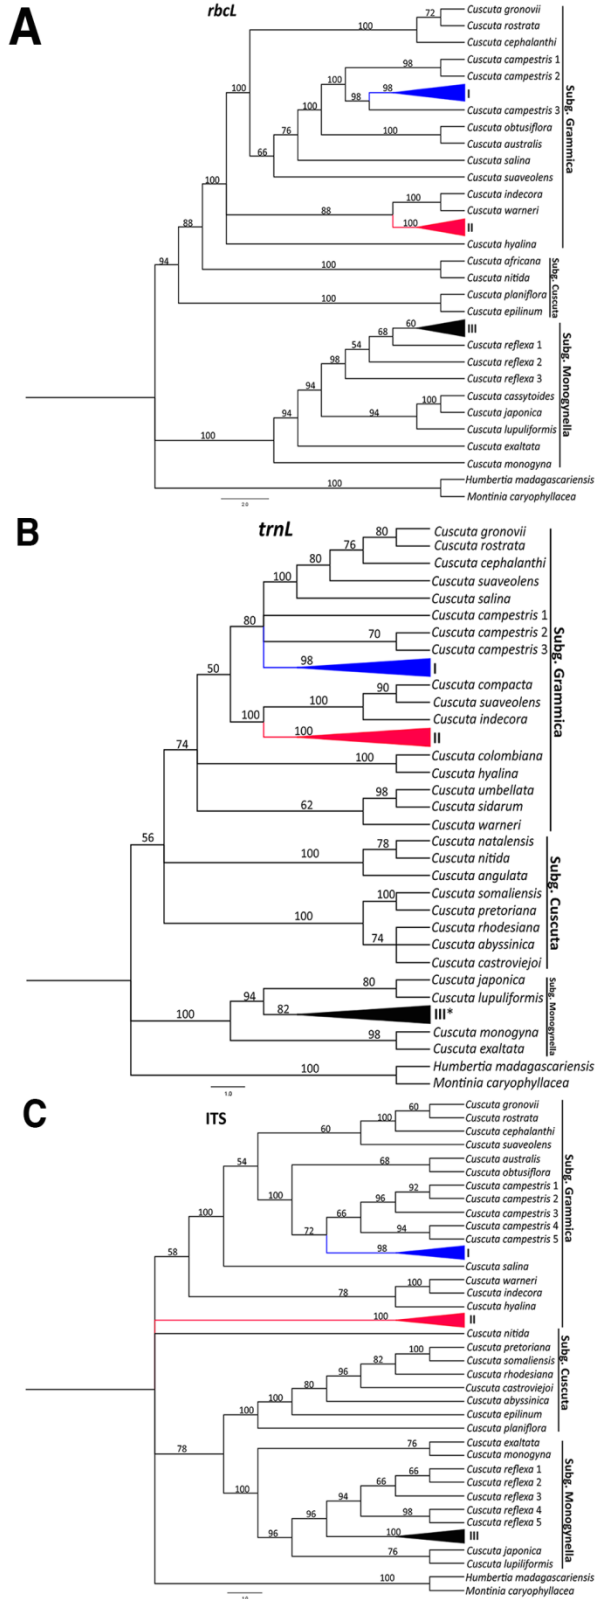 A
rbcL
72
Cuscuta gronovii
100
Cuscuta rostrata
Cuscuta cephalanthi
98
Cuscuta campestris 1
100
Cuscuta campestris 2
100
98
I
98
100
Cuscuta campestris 3
76
100
Cuscuta obtusiflora
Cuscuta australis
66
Cuscuta salina
Cuscuta suaveolens
100
100
Cuscuta indecora
88
Cuscuta warneri
100
II
88
Cuscuta hyalina
94
100
Cuscuta africana
Cuscuta nitida
100
Cuscuta planiflora
Cuscuta epilinum
60
III
68
54
Cuscuta reflexa 1
98
Cuscuta reflexa 2
Cuscuta reflexa 3
94
100
Cuscuta cassytoides
94
94
Cuscuta japonica
Cuscuta lupuliformis
100
Cuscuta exaltata
Cuscuta monogyna
100
Humbertia madagascariensis
Montinia caryophyllacea
2.0
Subg. Grammica
Subg. Cuscuta
Subg. Monogynella
B
trnL
80
Cuscuta gronovii
76
Cuscuta rostrata
80
Cuscuta cephalanthi
100
Cuscuta suaveolens
Cuscuta salina
80
Cuscuta campestris 1
70
Cuscuta campestris 2
Cuscuta campestris 3
98
I
50
90
Cuscuta compacta
100
Cuscuta suaveolens
100
Cuscuta indecora
100
II
74
100
Cuscuta colombiana
Cuscuta hyalina
98
Cuscuta umbellata
62
Cuscuta sidarum
Cuscuta warneri
56
78
Cuscuta natalensis
100
Cuscuta nitida
Cuscuta angulata
100
Cuscuta somaliensis
100
Cuscuta pretoriana
74
Cuscuta rhodesiana
Cuscuta abyssinica
Cuscuta castroviejoi
80
Cuscuta japonica
94
Cuscuta lupuliformis
82
III*
100
98
Cuscuta monogyna
Cuscuta exaltata
100
Humbertia madagascariensis
Montinia caryophyllacea
1.0
Subg. Grammica
Subg. Cuscuta
Subg. Monogynella
C
ITS
60
Cuscuta gronovii
100
Cuscuta rostrata
60
Cuscuta cephalanthi
Cuscuta suaveolens
54
68
Cuscuta australis
Cuscuta obtusiflora
100
92
Cuscuta campestris 1
96
Cuscuta campestris 2
66
Cuscuta campestris 3
100
72
94
Cuscuta campestris 4
Cuscuta campestris 5
98
I
58
Cuscuta salina
100
Cuscuta warneri
78
Cuscuta indecora
Cuscuta hyalina
100
II
Cuscuta nitida
100
Cuscuta pretoriana
82
Cuscuta somaliensis
96
Cuscuta rhodesiana
80
Cuscuta castroviejoi
100
Cuscuta abyssinica
100
Cuscuta epilinum
Cuscuta planiflora
78
76
Cuscuta exaltata
Cuscuta monogyna
66
Cuscuta reflexa 1
66
Cuscuta reflexa 2
100
94
Cuscuta reflexa 3
96
98
Cuscuta reflexa 4
Cuscuta reflexa 5
96
100
III
76
Cuscuta japonica
Cuscuta lupiliformis
100
Humbertia madagascariensis
Montinia caryophyllacea
Subg. Grammica
Subg. Cuscuta
Subg. Monogynella